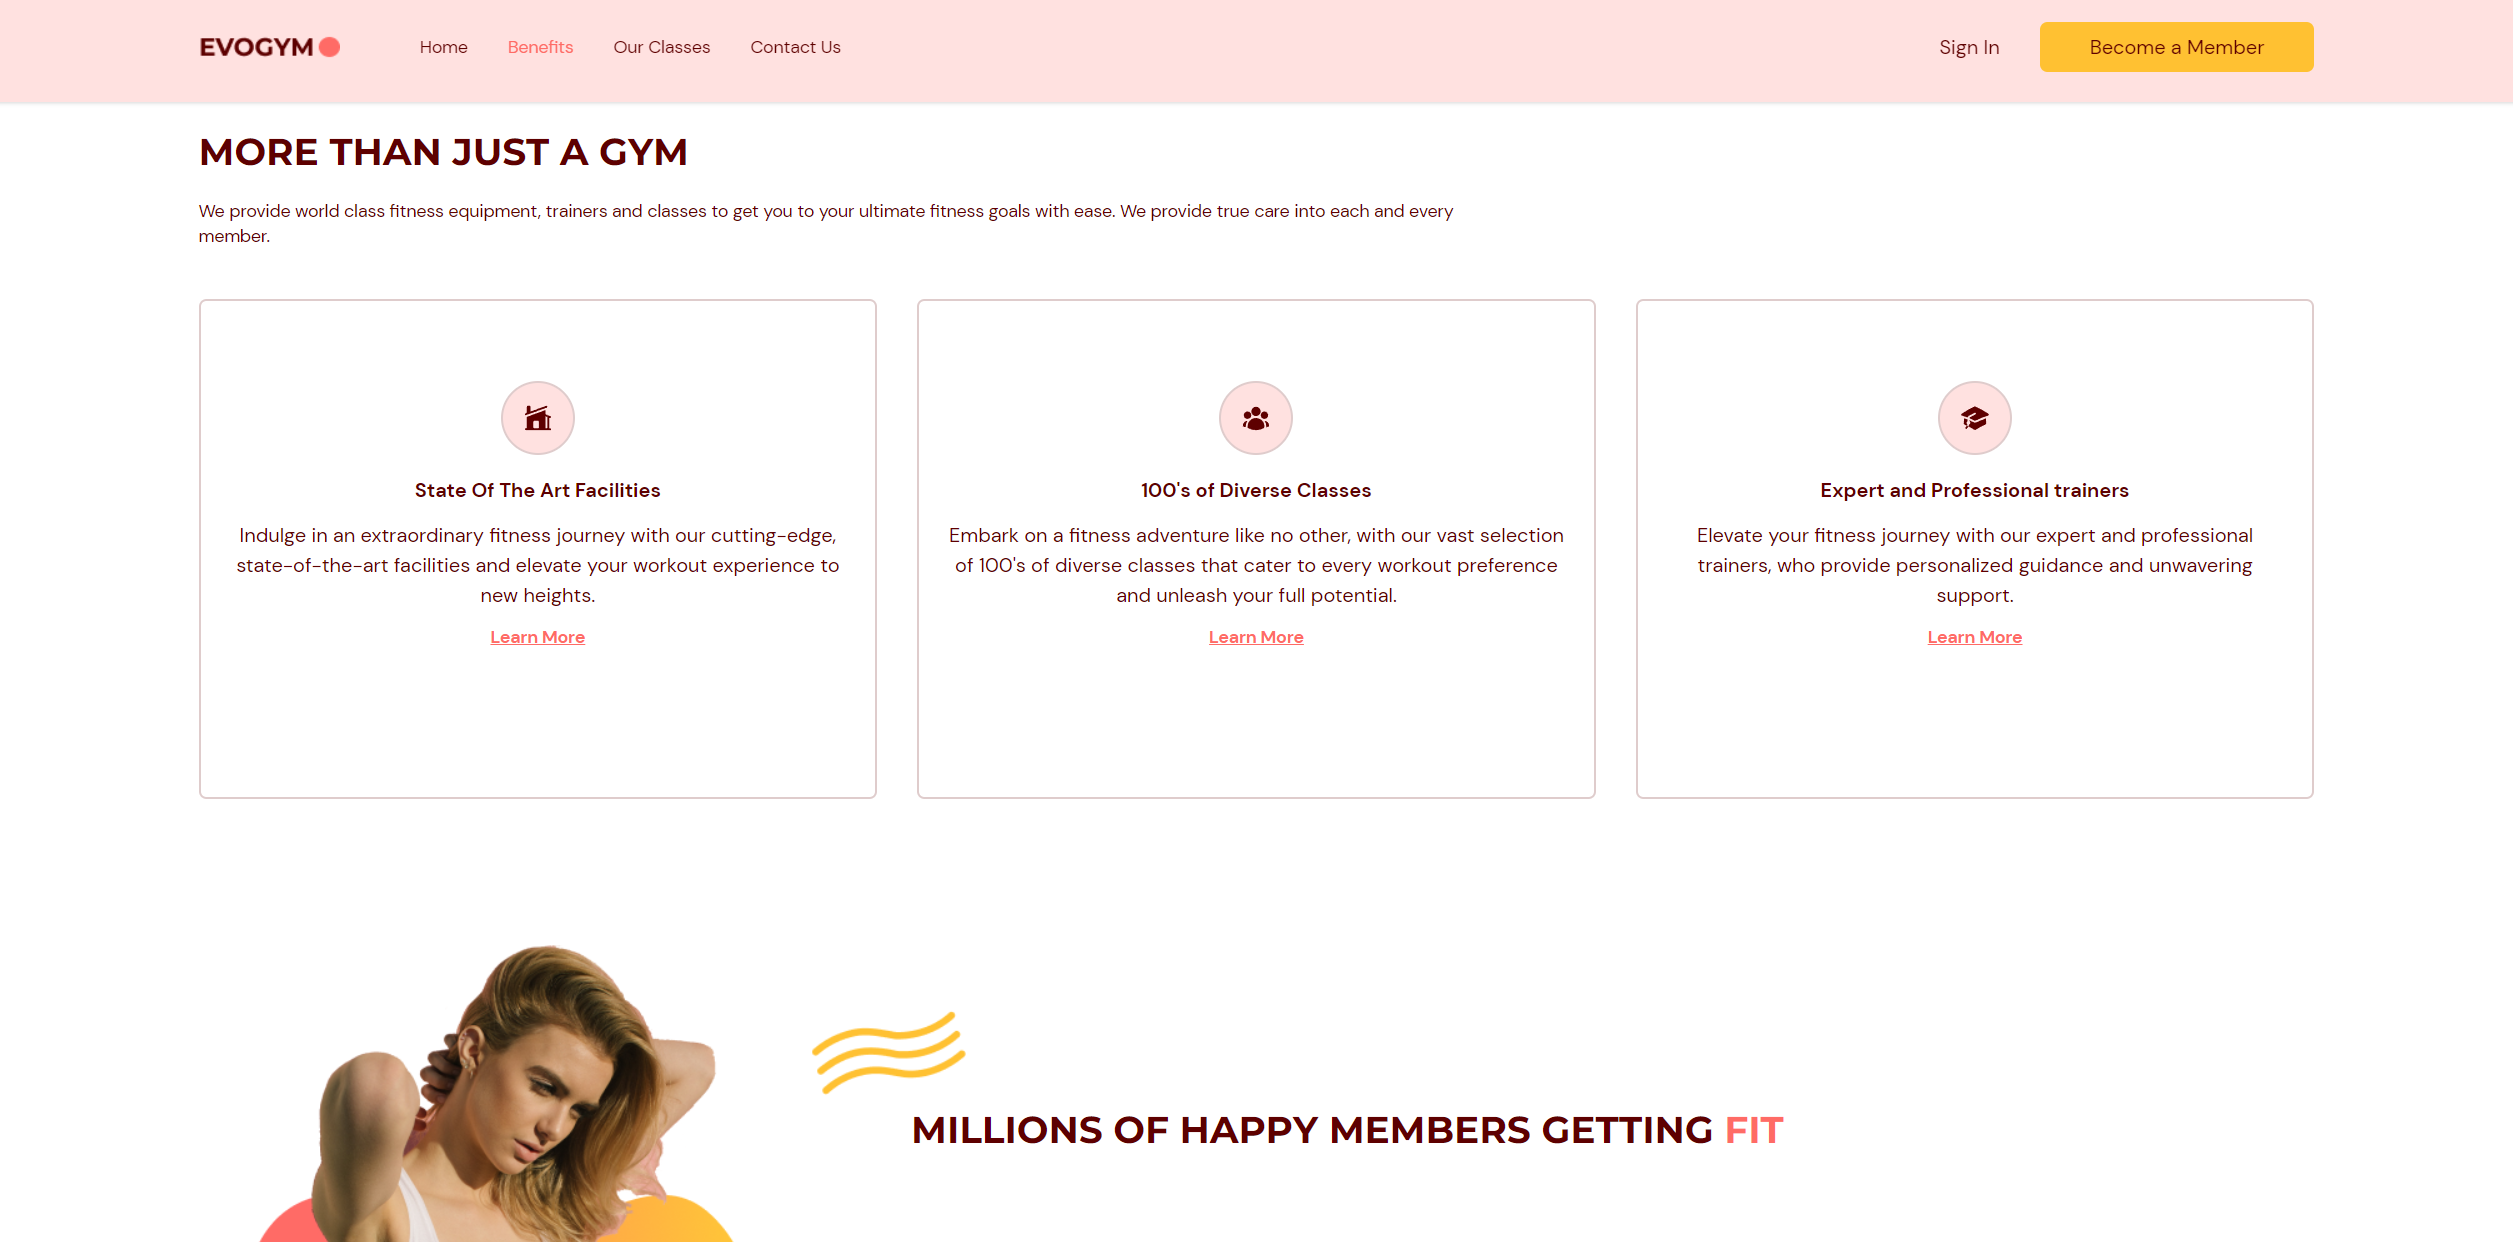 EVOGYM
Home
Benefits
Our Classes
Contact Us
Sign In
Become a Member
MORE THAN JUST A GYM
We provide world class fitness equipment, trainers and classes to get you to your ultimate fitness goals with ease. We provide true care into each and every
member.
State Of The Art Facilities
Indulge in an extraordinary fitness journey with our cutting-edge,
state-of-the-art facilities and elevate your workout experience to
new heights.
Learn More
100's of Diverse Classes
Embark on a fitness adventure like no other, with our vast selection
of 100's of diverse classes that cater to every workout preference
and unleash your full potential.
Learn More
Expert and Professional trainers
Elevate your fitness journey with our expert and professional
trainers, who provide personalized guidance and unwavering
support.
Learn More
MILLIONS OF HAPPY MEMBERS GETTING FIT